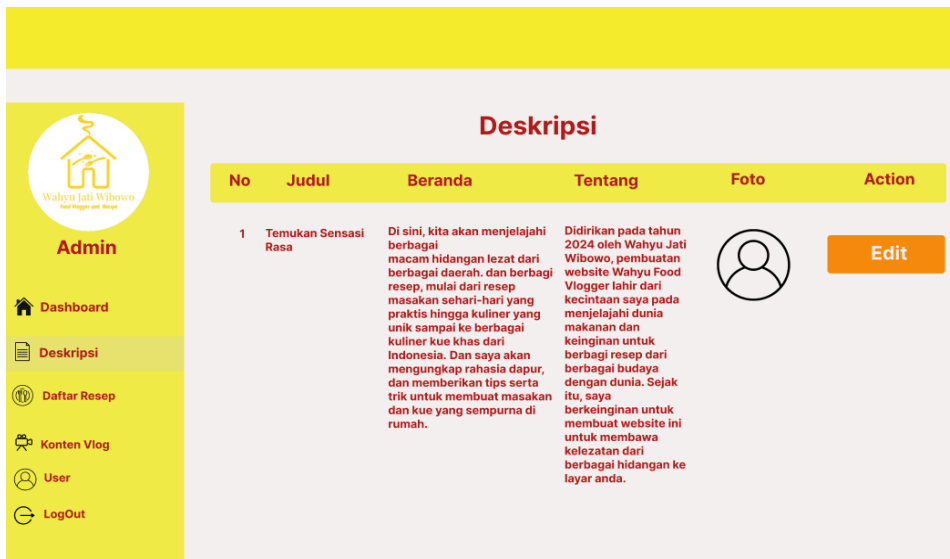 Deskripsi
Wahyu Jati Wibowo
Food Vlogger and Recipe
Admin
Dashboard
Deskripsi
Daftar Resep
Konten Vlog
User
LogOut
No Judul Beranda Tentang Foto Action
1
Temukan Sensasi
Rasa
Di sini, kita akan menjelajahi
berbagai
macam hidangan lezat dari
berbagai daerah. dan berbagi
resep, mulai dari resep
masakan sehari-hari yang
praktis hingga kuliner yang
unik sampai ke berbagai
kuliner kue khas dari
Indonesia. Dan saya akan
mengungkap rahasia dapur,
dan memberikan tips serta
trik untuk membuat masakan
dan kue yang sempurna di
rumah.
Didirikan pada tahun
2024 oleh Wahyu Jati
Wibowo, pembuatan
website Wahyu Food
Vlogger lahir dari
kecintaan saya pada
menjelajahi dunia
makanan dan
keinginan untuk
berbagi resep dari
berbagai budaya
dengan dunia. Sejak
itu, saya
berkeinginan untuk
membuat website ini
untuk membawa
kelezatan dari
berbagai hidangan ke
layar anda.
Edit